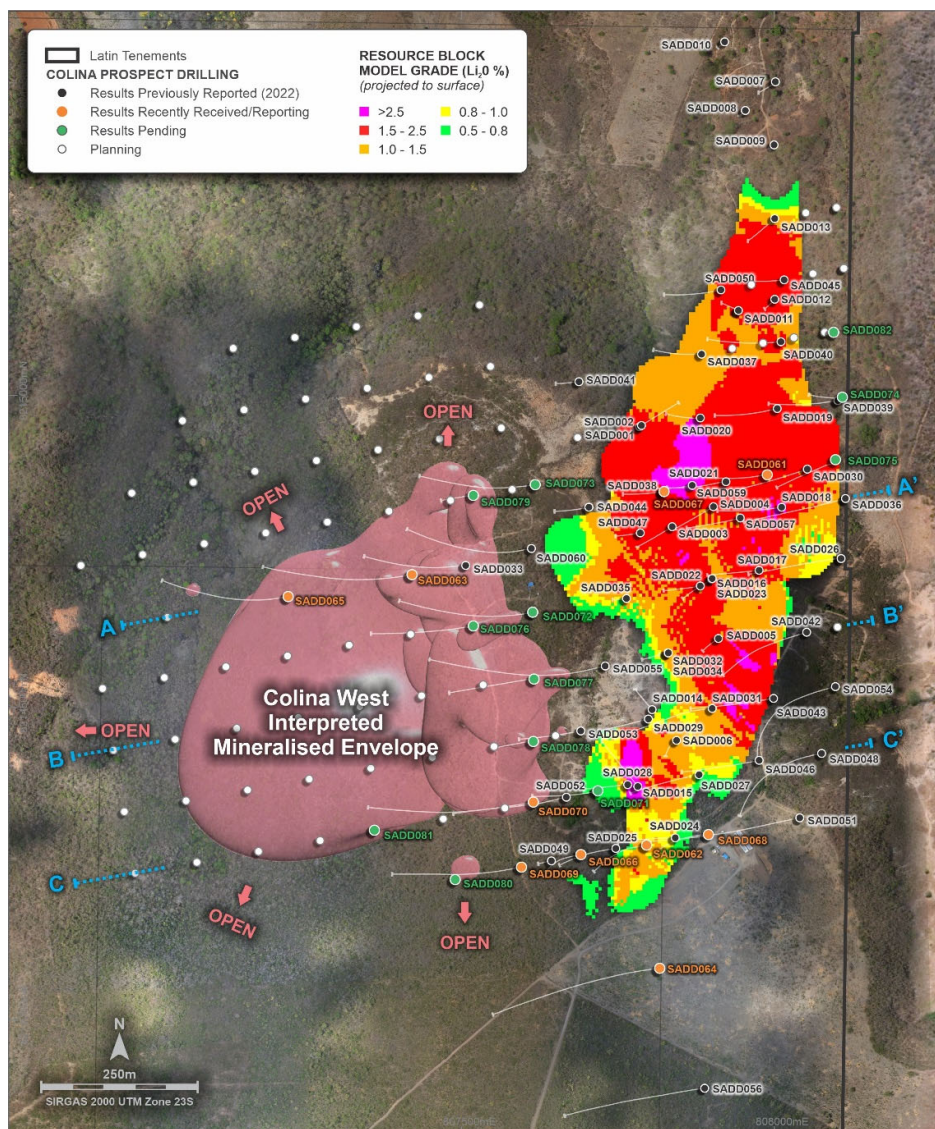 Latin Tenements
COLINA PROSPECT DRILLING
Results Previously Reported (2022)
Results Recently Received/Reporting
Results Pending
Planning
RESOURCE BLOCK
MODEL GRADE (Li₂0 %)
(projected to surface)
>2.5
1.5 - 2.5
1.0 - 1.5
0.8 - 1.0
0.5 - 0.8
SADD010
SADD007
SADD008
SADD009
SADD013
SADD050
SADD045
SADD012
SADD011
SADD082
SADD040
SADD037
SADD041
SADD074
SADD039
OPEN
SADD002
SADD001
SADD020
SADD019
SADD021
SADD061
SADD075
SADD030
SADD073
SADD079
SADD038
SADD067
SADD059
SADD004
SADD018
A'
SADD036
OPEN
SADD044
SADD047
SADD003
SADD057
SADD060
SADD026
SADD033
SADD063
SADD017
SADD022
SADD016
SADD023
SADD065
SADD035
A
SADD072
SADD076
B'
SADD042
SADD005
SADD032
SADD034
SADD055
SADD077
SADD054
Colina West
Interpreted
Mineralised Envelope
SADD014
SADD031
SADD043
OPEN
SADD029
SADD053
SADD006
SADD078
C'
B
SADD046
SADD048
SADD028
SADD027
SADD052
SADD015
SADD071
SADD070
SADD051
SADD081
SADD024
SADD025
SADD068
SADD062
SADD049
SADD066
SADD069
C
SADD080
OPEN
OPEN
SADD064
N
250m
SIRGAS 2000 UTM Zone 23S
SADD056
808000mE